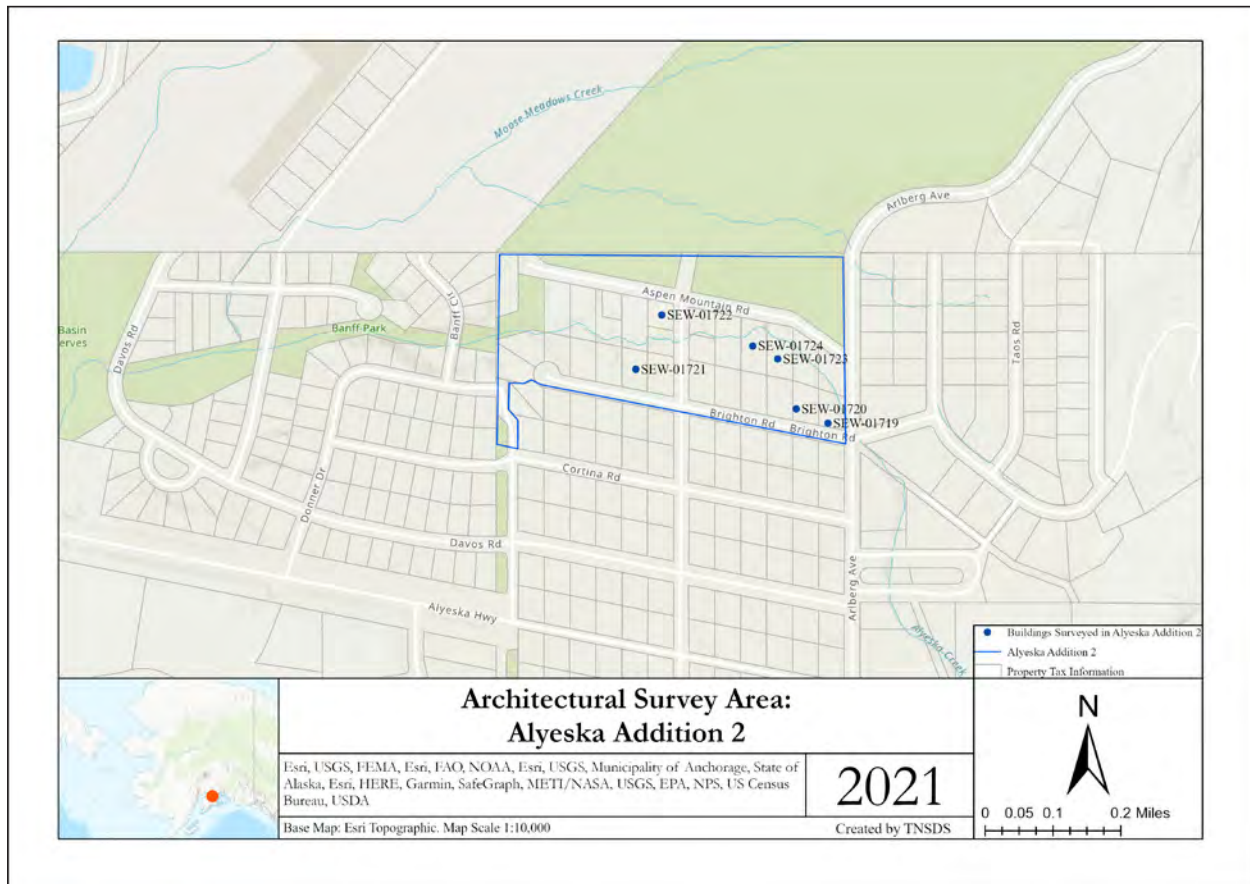 Moose Meadows Creek
Arlberg Ave
Aspen Mountain Rd
SEW-01722
Banff Cir
Taos Rd
Basin
erves
Davos Rd
Banff Park
SEW-01724
SEW-01723
SEW-01721
SEW-01720
Brighton Rd
Brighton Rd
SEW-01719
Donner Dr
Cortina Rd
Davos Rd
Arlberg Ave
Alyeska Hwy
Alyeska Creek
Buildings Surveyed in Alyeska Addition 2
Alyeska Addition 2
Property Tax Information
Architectural Survey Area:
Alyeska Addition 2
Esri, USGS, FEMA, Esri, FAO, NOAA, Esri, USGS, Municipality of Anchorage, State of
Alaska, Esri, HERE, Garmin, SafeGraph, METI/NASA, USGS, EPA, NPS, US Census
Bureau, USDA
Base Map: Esri Topographic. Map Scale 1:10,000
2021
Created by TNSDS
N
0 0.05 0.1 0.2 Miles